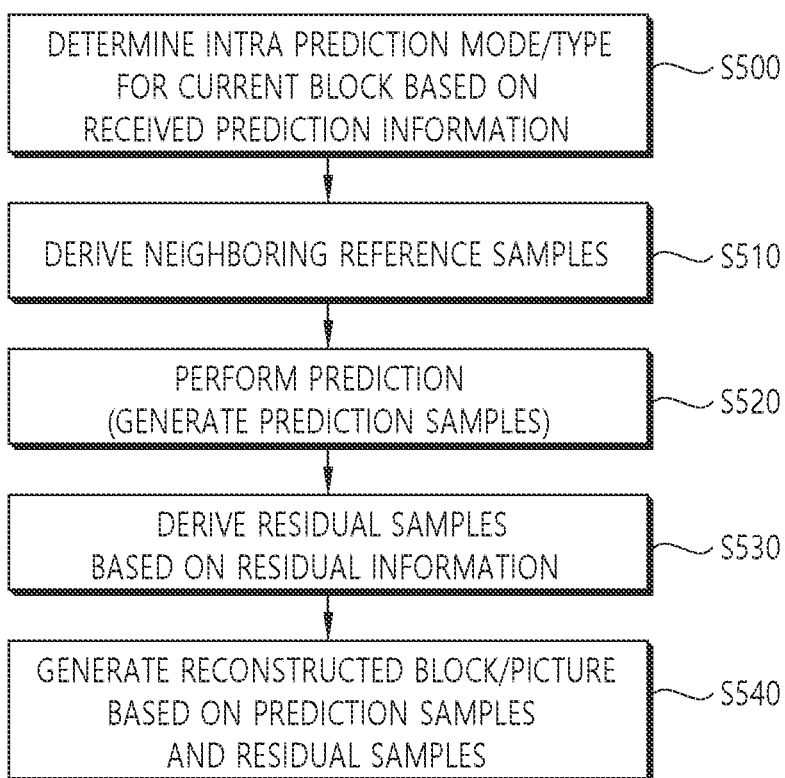 DETERMINE INTRA PREDICTION MODE/TYPE
FOR CURRENT BLOCK BASED ON
RECEIVED PREDICTION INFORMATION
S500
DERIVE NEIGHBORING REFERENCE SAMPLES
S510
PERFORM PREDICTION
(GENERATE PREDICTION SAMPLES)
S520
DERIVE RESIDUAL SAMPLES
BASED ON RESIDUAL INFORMATION
S530
GENERATE RECONSTRUCTED BLOCK/PICTURE
BASED ON PREDICTION SAMPLES
AND RESIDUAL SAMPLES
S540